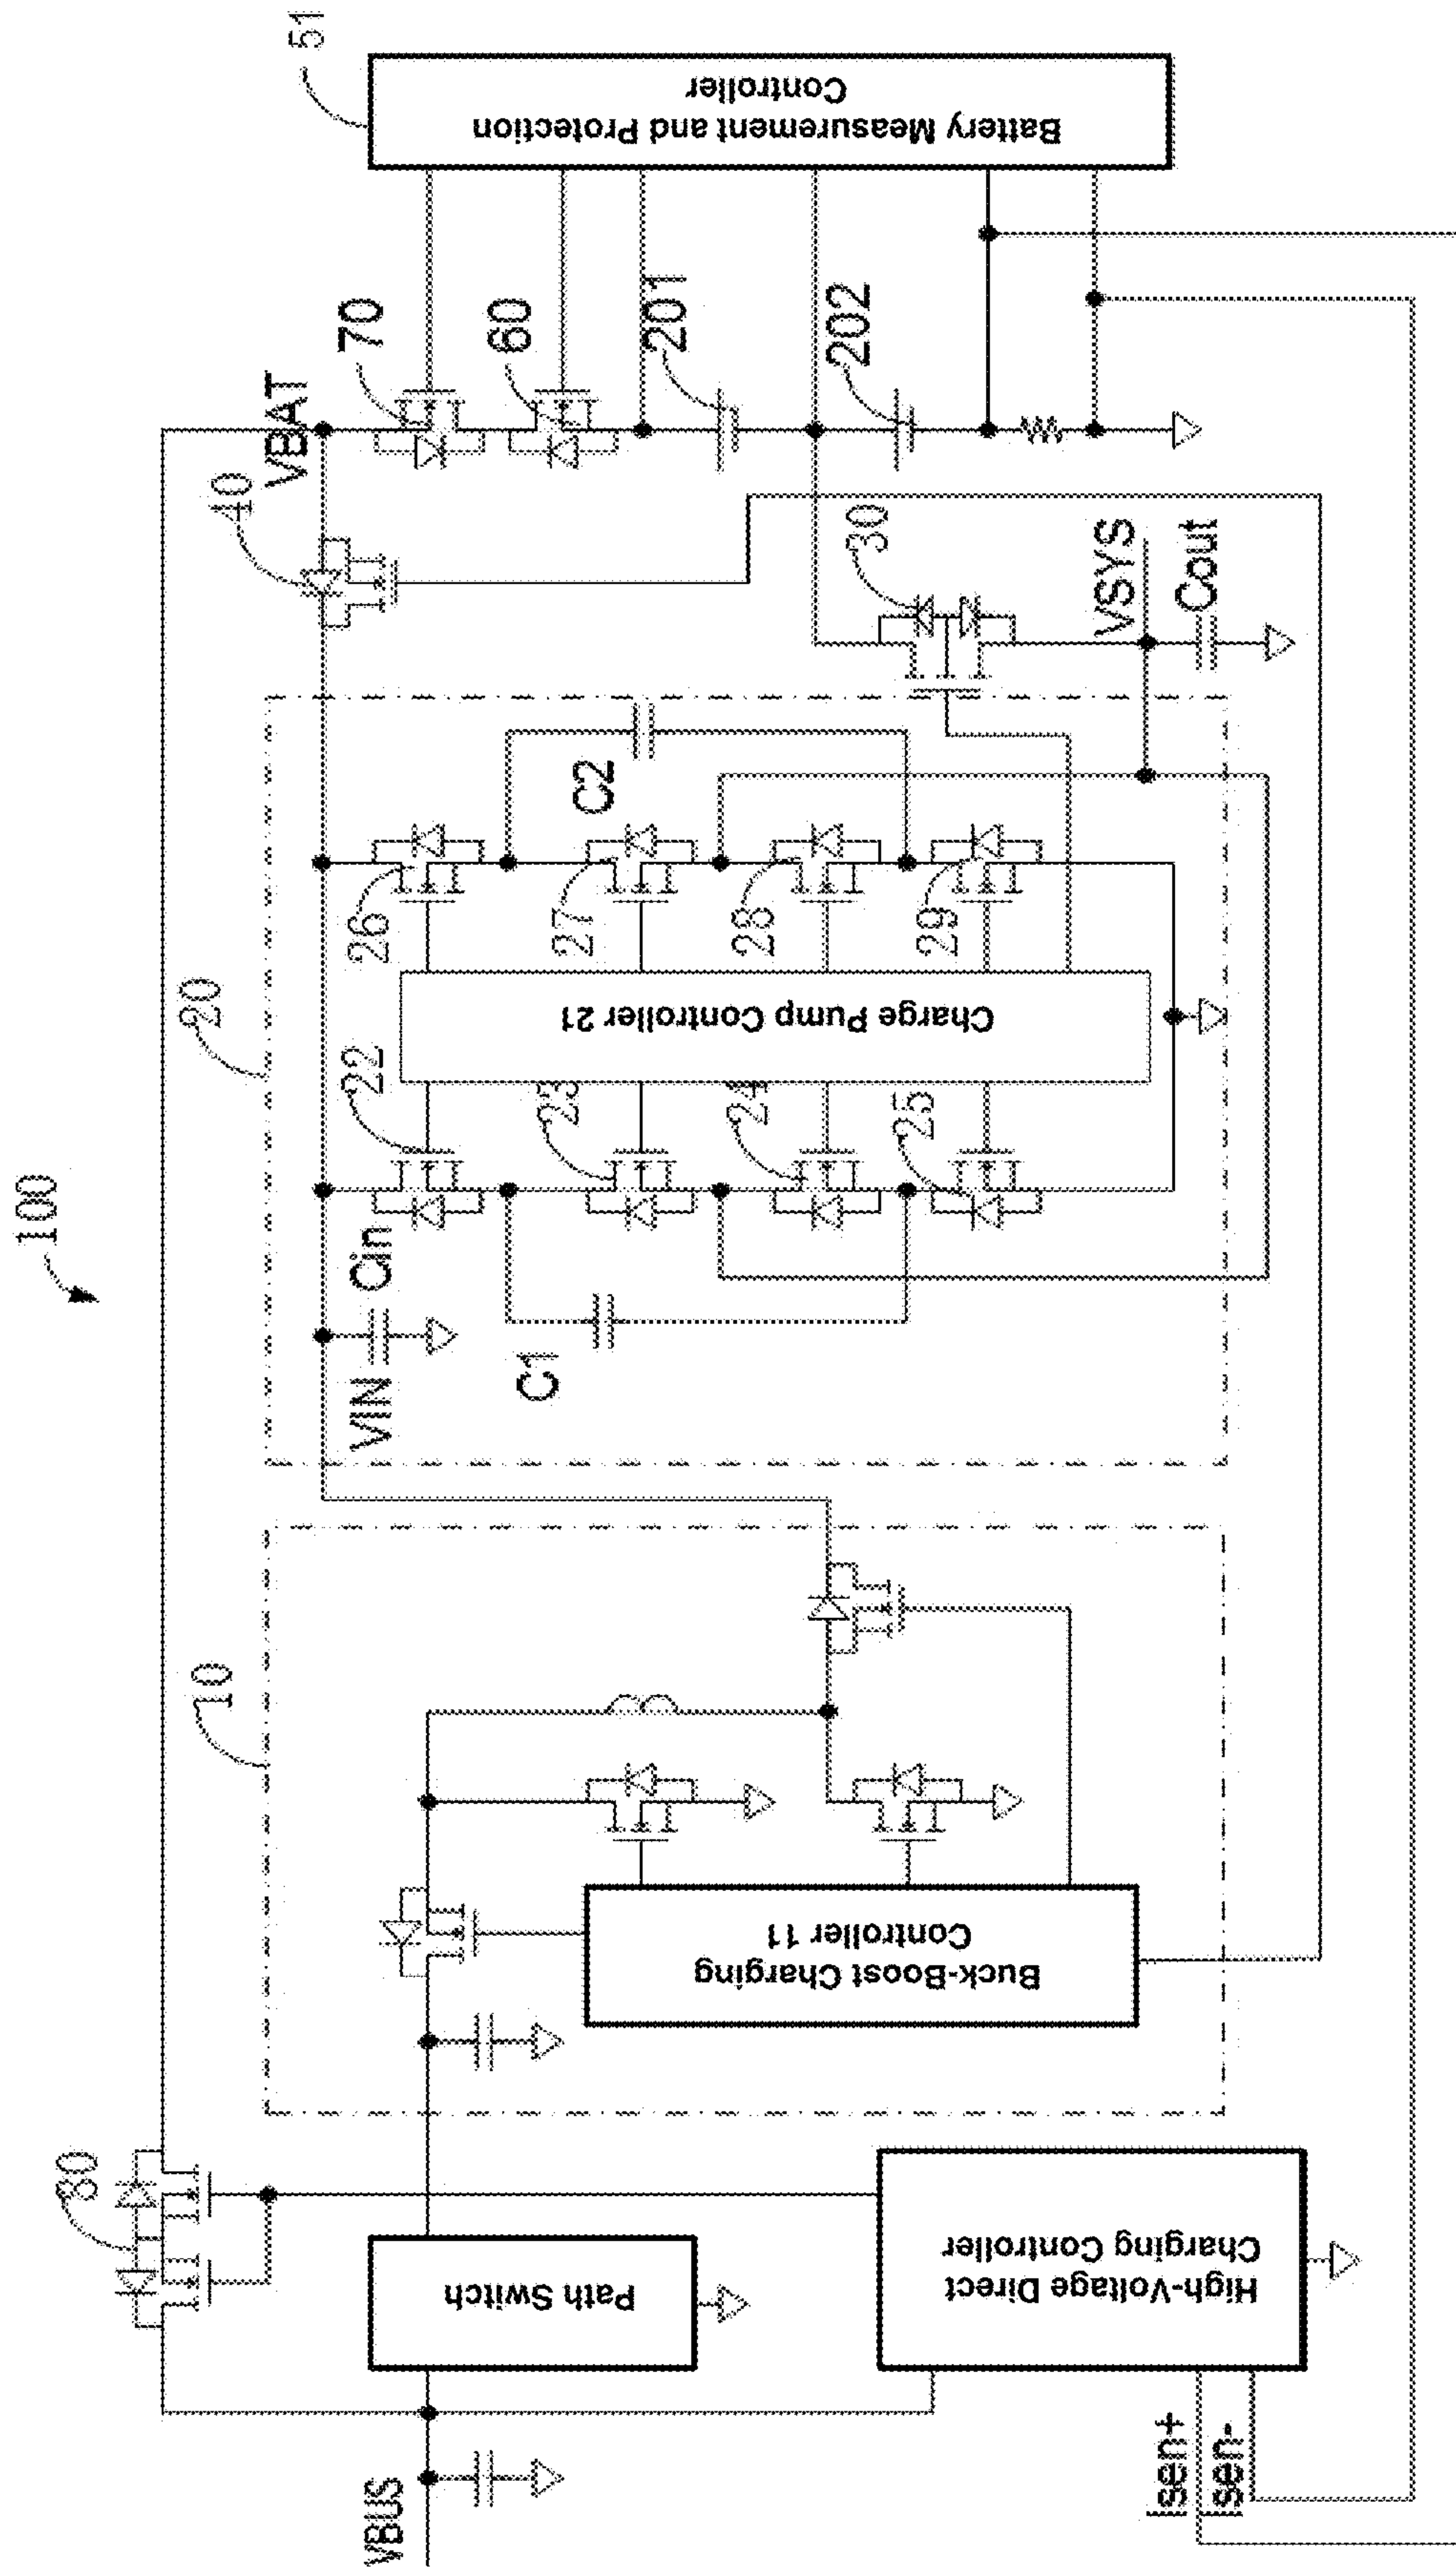 100
80
10
20
40
VBAT
51
VBUS
Path Switch
VIN
Cin
22
26
70
60
23
27
C1
C2
24
28
25
29
201
202
30
VSYS
Cout
Charge Pump Controller 21
Buck-Boost Charging
Controller 11
High-Voltage Direct
Charging Controller
Isen+
Isen-
Battery Measurement and Protection
Controller